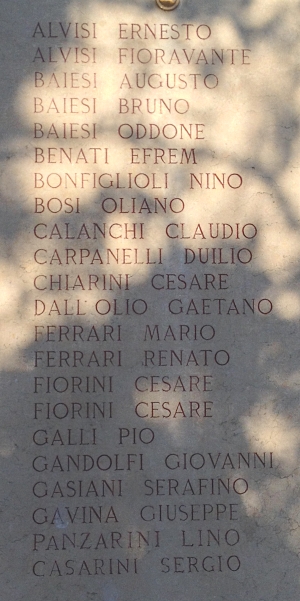 ALVISI ERNESTO
ALVISI FIORAVANTE
BAIESI AUGUSTO
BAIESI BRUNO
BAIESI ODDONE
BENATI EFREM
BONFIGLIOLI NINO
BOSI OLIANO
CALANCHI CLAUDIO
CARPANELLI DUILIO
CHIARINI CESARE
DALL'OLIO GAETANO
FERRARI MARIO
FERRARI RENATO
FIORINI CESARE
FIORINI CESARE
GALLI PIO
GANDOLFI GIOVANNI
GASIANI SERAFINO
GAVINA GIUSEPPE
PANZARINI LINO
CASARINI SERGIO